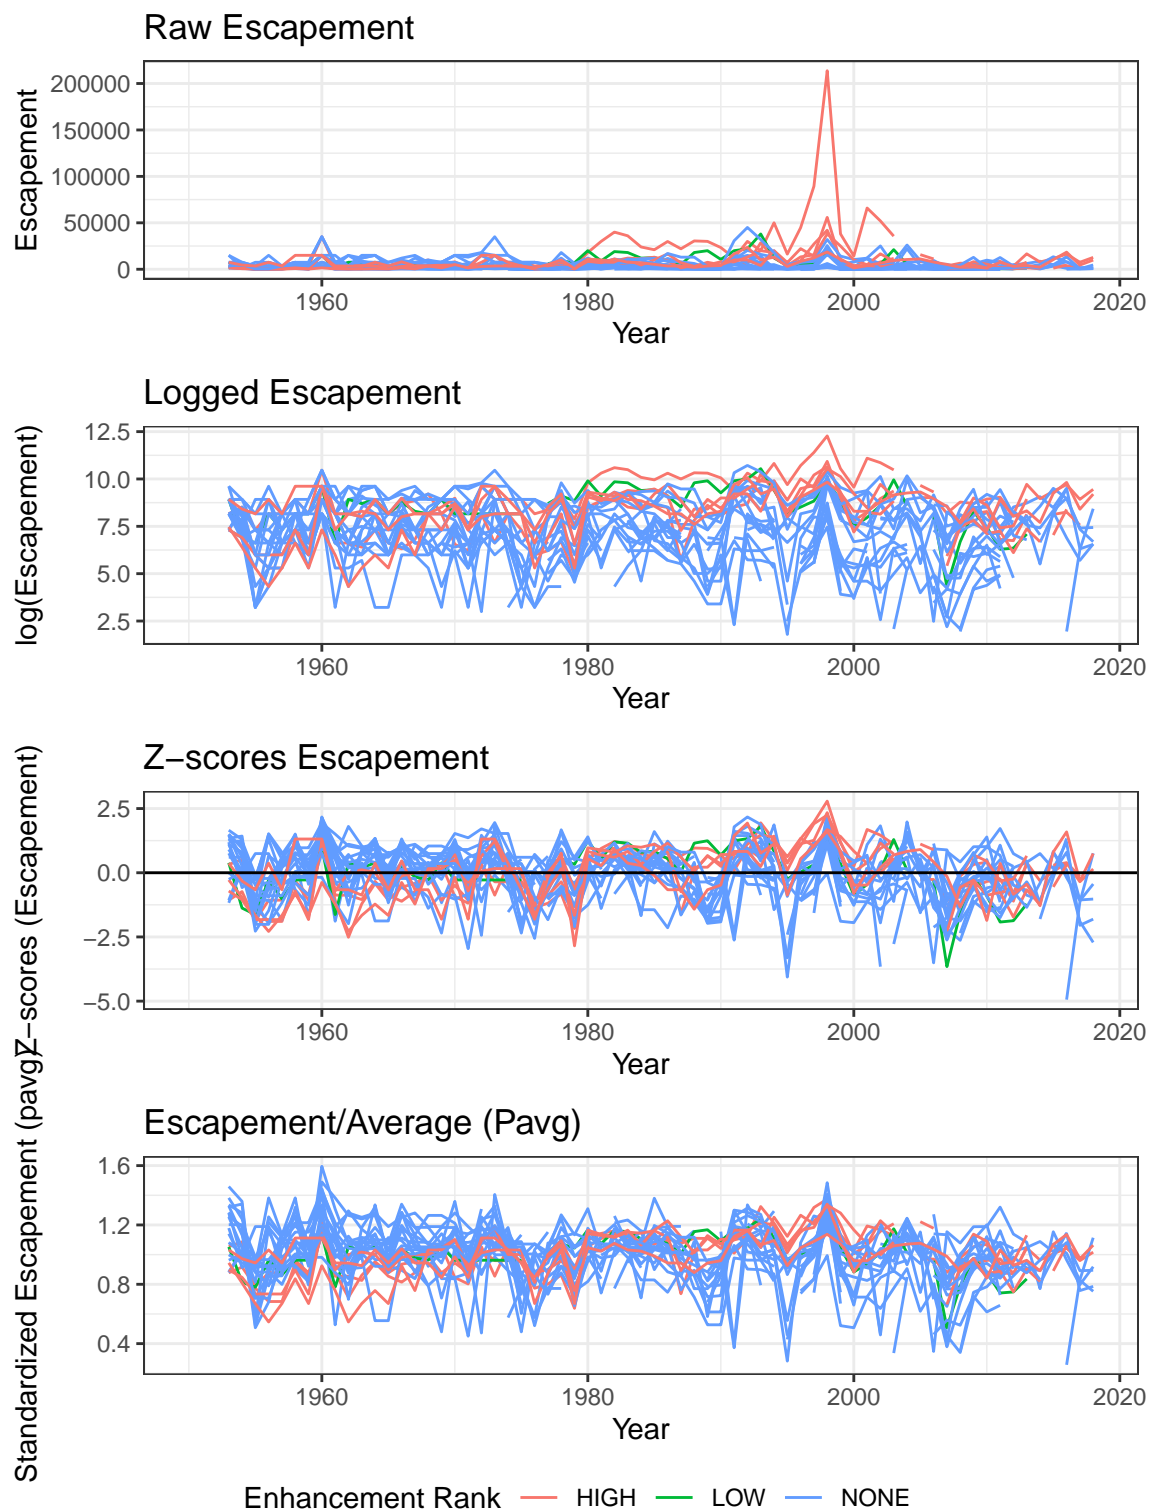 Raw Escapement
200000
150000
100000
50000
0
Escapement
1960 1980 2000 2020
Year
Logged Escapement
12.5
10.0
7.5
5.0
2.5
log(Escapement)
1960 1980 2000 2020
Year
Z−scores Escapement
2.5
0.0
−2.5
−5.0
Z−scores (Escapement)
1960 1980 2000 2020
Year
Escapement/Average (Pavg)
1.6
1.2
0.8
0.4
Standardized Escapement (pavg)
1960 1980 2000 2020
Year
Enhancement Rank HIGH LOW NONE